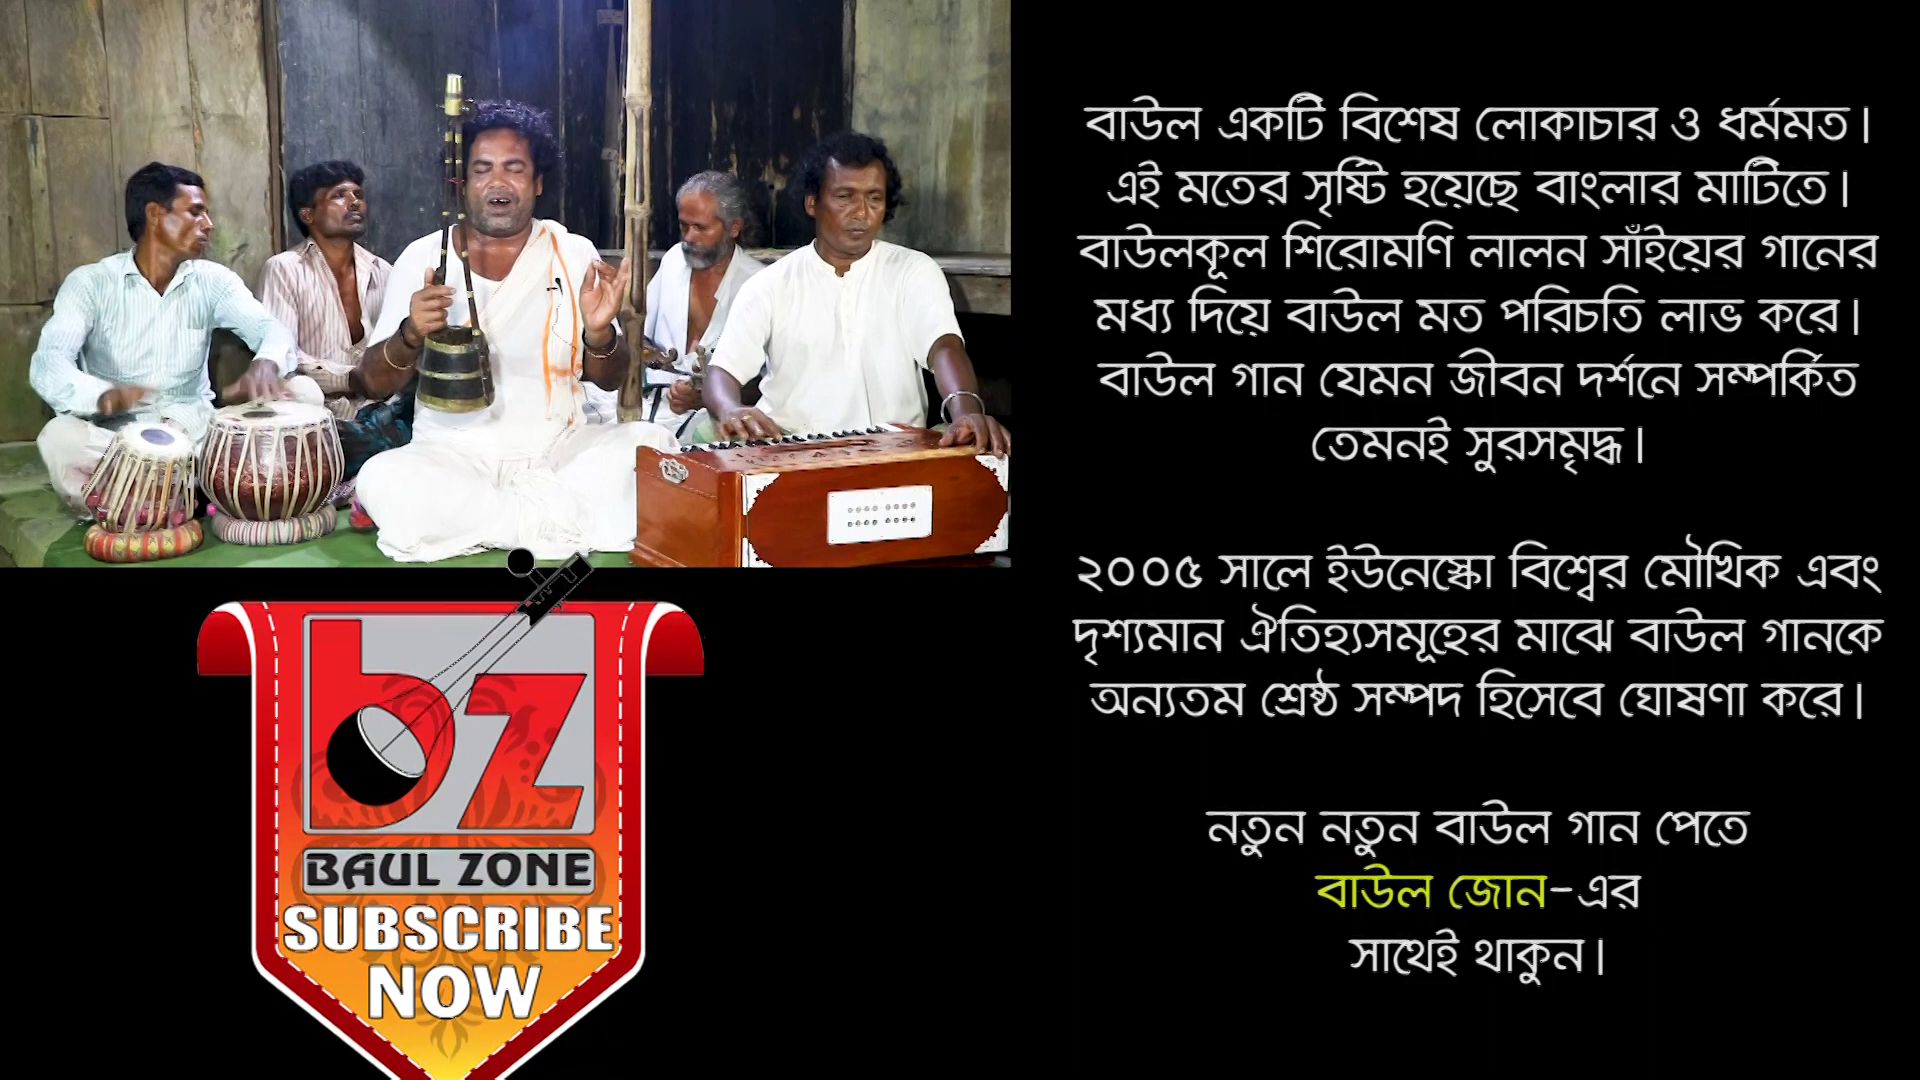 বাউল একটি বিশেষ লোকাচার ও ধর্মমত।
এই মতের সৃষ্টি হয়েছে বাংলার মাটিতে।
বাউলকূল শিরোমণি লালন সাঁইয়ের গানের
মধ্য দিয়ে বাউল মত পরিচতি লাভ করে।
বাউল গান যেমন জীবন দর্শনে সম্পর্কিত
তেমনই সুরসমৃদ্ধ।
২০০৫ সালে ইউনেস্কো বিশ্বের মৌখিক এবং
দৃশ্যমান ঐতিহ্যসমূহের মাঝে বাউল গানকে
অন্যতম শ্রেষ্ঠ সম্পদ হিসেবে ঘোষণা করে।
নতুন নতুন বাউল গান পেতে
বাউল জোন-এর
সাথেই থাকুন।
bz
BAUL ZONE
SUBSCRIBE
NOW